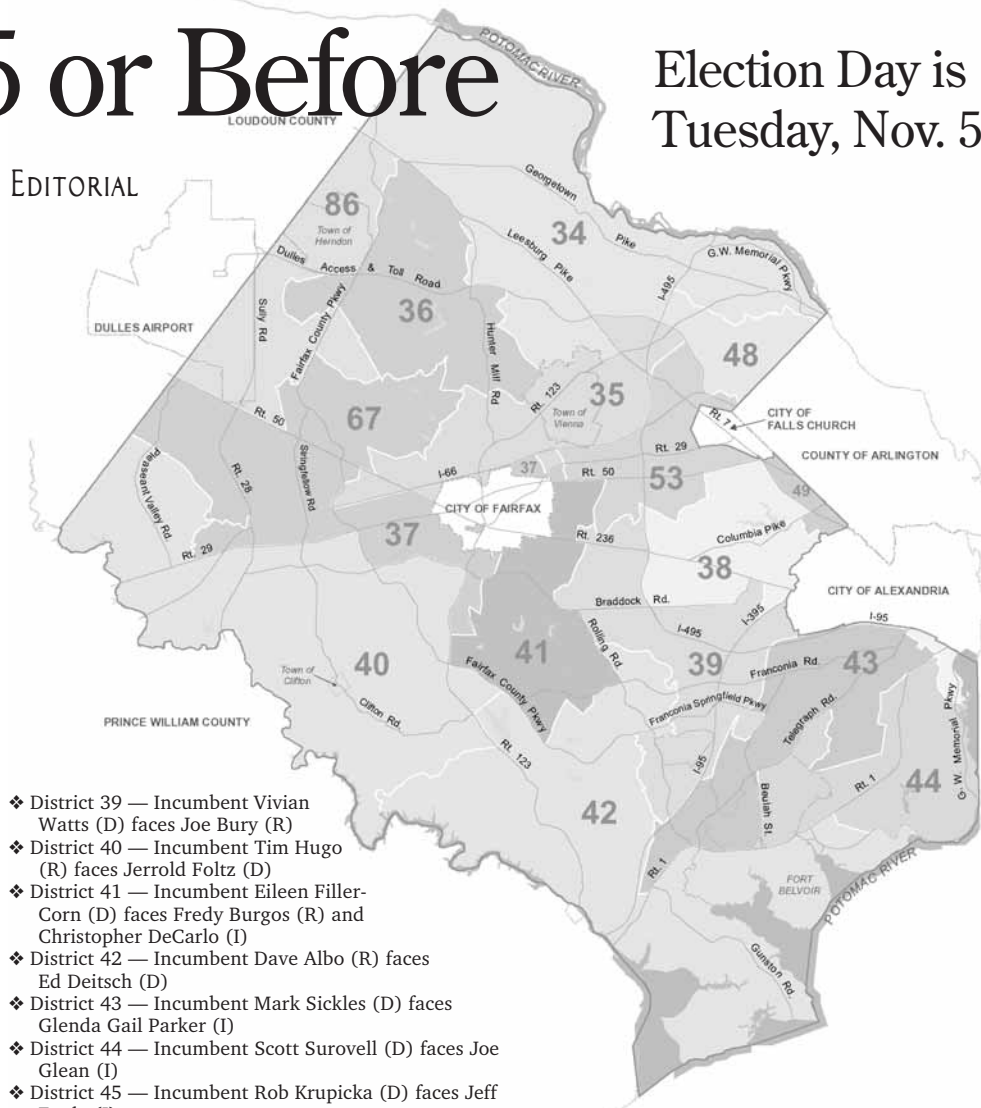 5 or Before
Election Day is
Tuesday, Nov. 5
EDITORIAL
POTOMAC RIVER
LOUDOUN COUNTY
86
Town of
Herndon
Georgetown
Pike
34
Leesburg Pike
G.W. Memorial Pkwy
I-495
Dulles Access & Toll Road
36
Sully Rd
Fairfax County Pkwy
DULLES AIRPORT
Hunter Mill Rd
48
Rt. 123
35
Town of
Vienna
Rt. 7
CITY OF
FALLS CHURCH
Rt. 50
67
Rt. 29
COUNTY OF ARLINGTON
Pleaseant Valley Rd.
Rt. 28
Stringfellow Rd
I-66
37
Rt. 50
53
49
CITY OF FAIRFAX
37
Rt. 236
Columbia Pike
Rt. 29
38
CITY OF ALEXANDRIA
Braddock Rd.
I-395
I-95
I-495
Rolling Rd.
41
40
39
Franconia Rd.
43
Town of
Clifton
Fairfax County Pkwy
Franconia Springfield Pkwy
Clifton Rd.
Telegraph Rd.
G.W. Memorial Pkwy
PRINCE WILLIAM COUNTY
Rt. 123
I-95
Rt. 1
44
42
Beulah St.
Rt. 1
FORT
BELVOIR
POTOMAC RIVER
Gunston Rd.
❖ District 39 — Incumbent Vivian
Watts (D) faces Joe Bury (R)
❖ District 40 — Incumbent Tim Hugo
(R) faces Jerrold Foltz (D)
❖ District 41 — Incumbent Eileen Filler-
Corn (D) faces Fredy Burgos (R) and
Christopher DeCarlo (I)
❖ District 42 — Incumbent Dave Albo (R) faces
Ed Deitsch (D)
❖ District 43 — Incumbent Mark Sickles (D) faces
Glenda Gail Parker (I)
❖ District 44 — Incumbent Scott Surovell (D) faces Joe
Glean (I)
❖ District 45 — Incumbent Rob Krupicka (D) faces Jeff